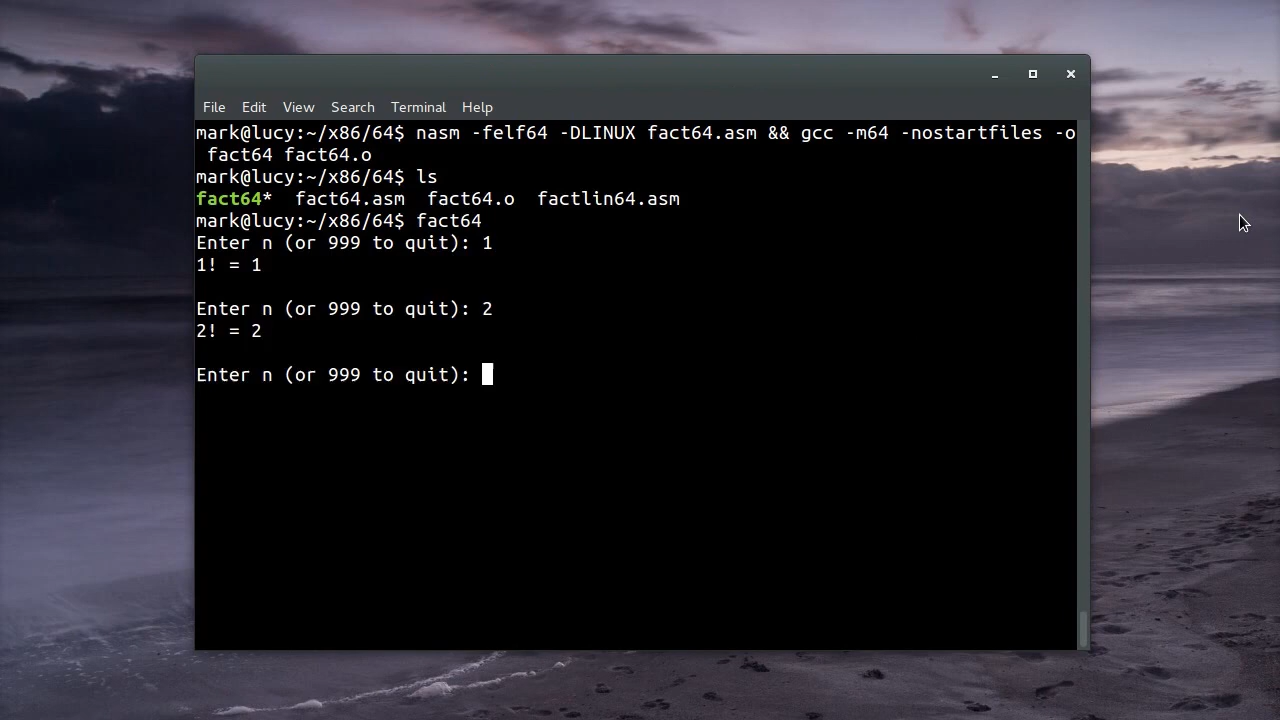 File Edit View Search Terminal Help
mark@lucy:~/x86/64$ nasm -felf64 -DLINUX fact64.asm && gcc -m64 -nostartfiles -o
 fact64 fact64.o
mark@lucy:~/x86/64$ ls
fact64*  fact64.asm  fact64.o  factlin64.asm
mark@lucy:~/x86/64$ fact64
Enter n (or 999 to quit): 1
1! = 1
Enter n (or 999 to quit): 2
2! = 2
Enter n (or 999 to quit):